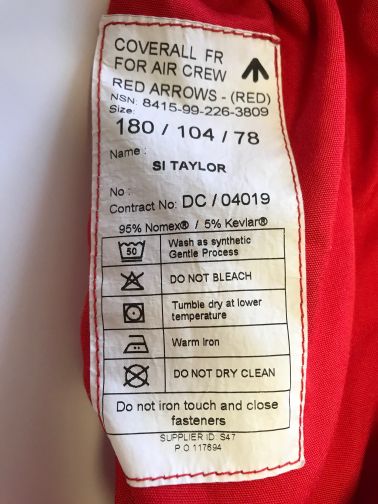 COVERALL FR
FOR AIR CREW
RED ARROWS - (RED)
NSN: 8415-99-226-3809
Size:
180 / 104 / 78
Name :
SI TAYLOR
No :
Contract No: DC / 04019
95% Nomex® / 5% Kevlar®
50
Wash as synthetic
Gentle Process
DO NOT BLEACH
Tumble dry at lower
temperature
Warm Iron
DO NOT DRY CLEAN
Do not iron touch and close
fasteners
SUPPLIER ID: S47
P O 117694